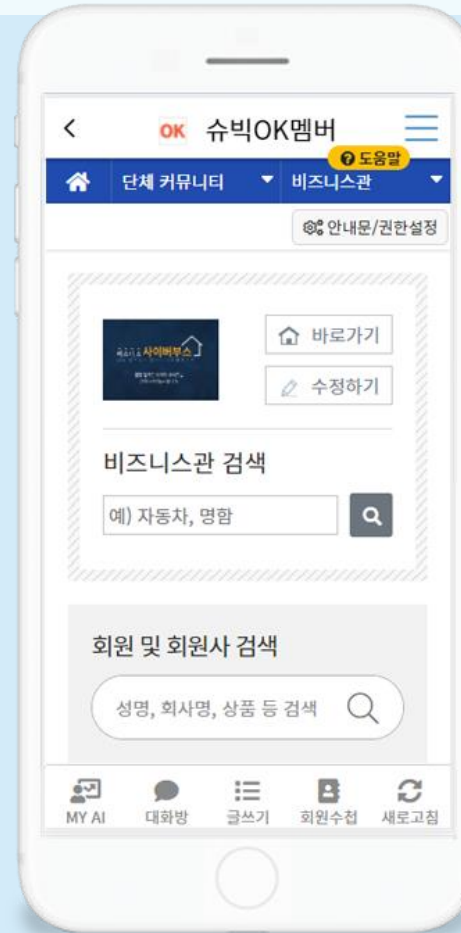 OK 슈빅OK멤버
도움말
단체 커뮤니티 비즈니스관
안내문/권한설정
사이버부스
바로가기
수정하기
비즈니스관 검색
예) 자동차, 명함
회원 및 회원사 검색
성명, 회사명, 상품 등 검색
MY AI 대화방 글쓰기 회원수첩 새로고침